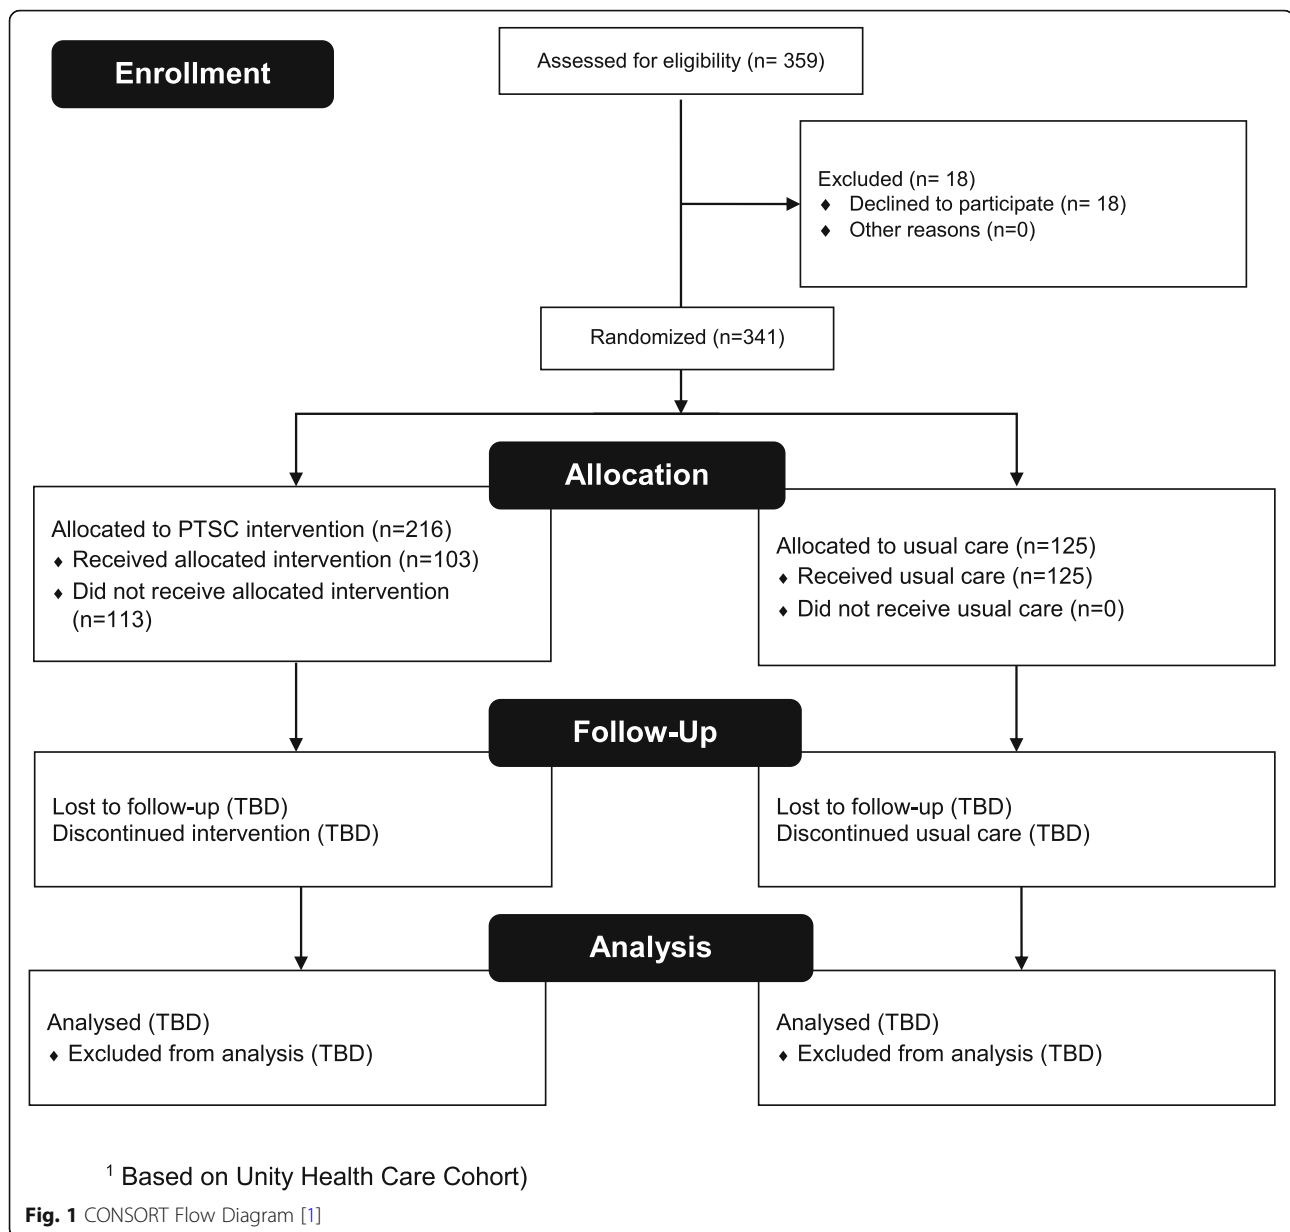 Enrollment
Assessed for eligibility (n= 359)
Excluded (n= 18)
♦ Declined to participate (n= 18)
♦ Other reasons (n=0)
Randomized (n=341)
Allocation
Allocated to PTSC intervention (n=216)
♦ Received allocated intervention (n=103)
♦ Did not receive allocated intervention
(n=113)
Allocated to usual care (n=125)
♦ Received usual care (n=125)
♦ Did not receive usual care (n=0)
Follow-Up
Lost to follow-up (TBD)
Discontinued intervention (TBD)
Lost to follow-up (TBD)
Discontinued usual care (TBD)
Analysis
Analysed (TBD)
♦ Excluded from analysis (TBD)
Analysed (TBD)
♦ Excluded from analysis (TBD)
¹ Based on Unity Health Care Cohort)
Fig. 1 CONSORT Flow Diagram [1]